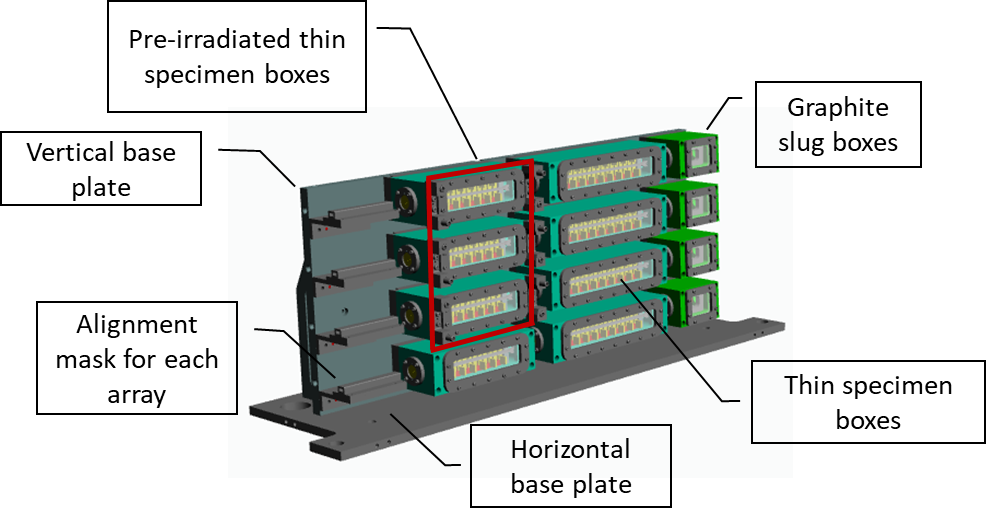 Pre-irradiated thin
specimen boxes
Graphite
slug boxes
Vertical base
plate
Alignment
mask for each
array
Thin specimen
boxes
Horizontal
base plate